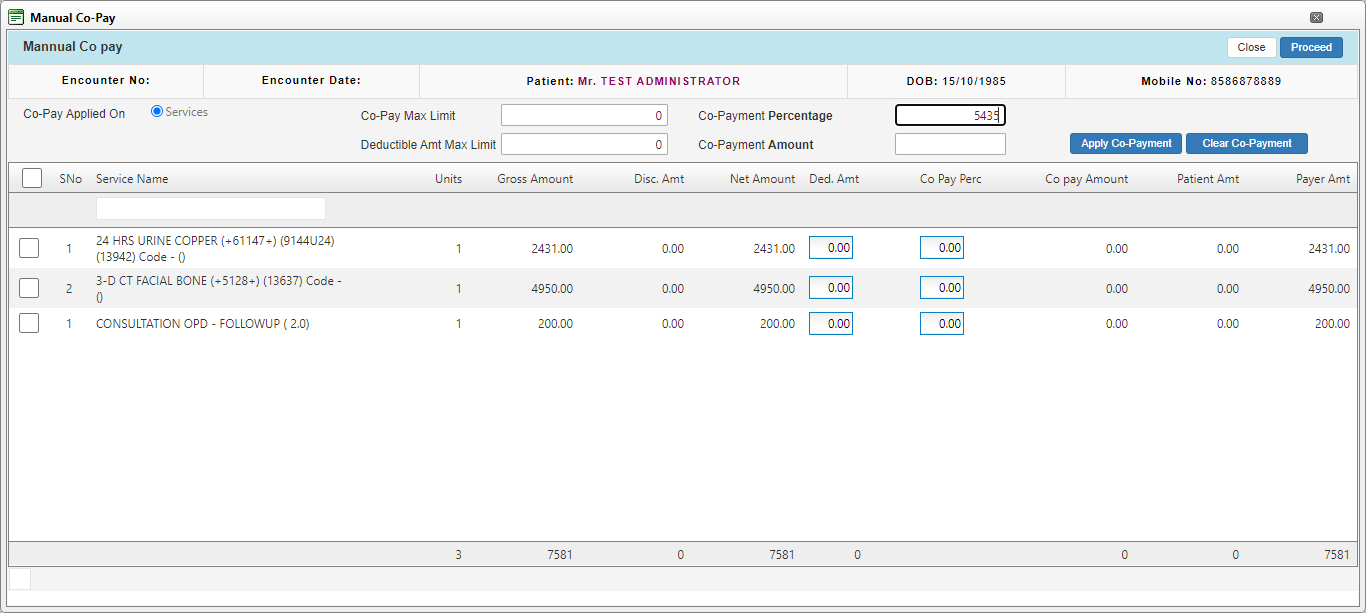 Manual Co-Pay
Mannual Co pay
Close
Proceed
Encounter No:
Encounter Date:
Patient: Mr. TEST ADMINISTRATOR
DOB: 15/10/1985
Mobile No: 8586878889
Co-Pay Applied On
Services
Co-Pay Max Limit
0
Co-Payment Percentage
5435
Deductible Amt Max Limit
0
Co-Payment Amount
Apply Co-Payment
Clear Co-Payment
SNo Service Name Units Gross Amount Disc. Amt Net Amount Ded. Amt Co Pay Perc Co pay Amount Patient Amt Payer Amt
1 24 HRS URINE COPPER (+61147+) (9144U24) 1 2431.00 0.00 2431.00 0.00 0.00 0.00 0.00 2431.00
(13942) Code - ()
2 3-D CT FACIAL BONE (+5128+) (13637) Code - 1 4950.00 0.00 4950.00 0.00 0.00 0.00 0.00 4950.00
()
1 CONSULTATION OPD - FOLLOWUP ( 2.0) 1 200.00 0.00 200.00 0.00 0.00 0.00 0.00 200.00
3 7581 0 7581 0 0 0 7581